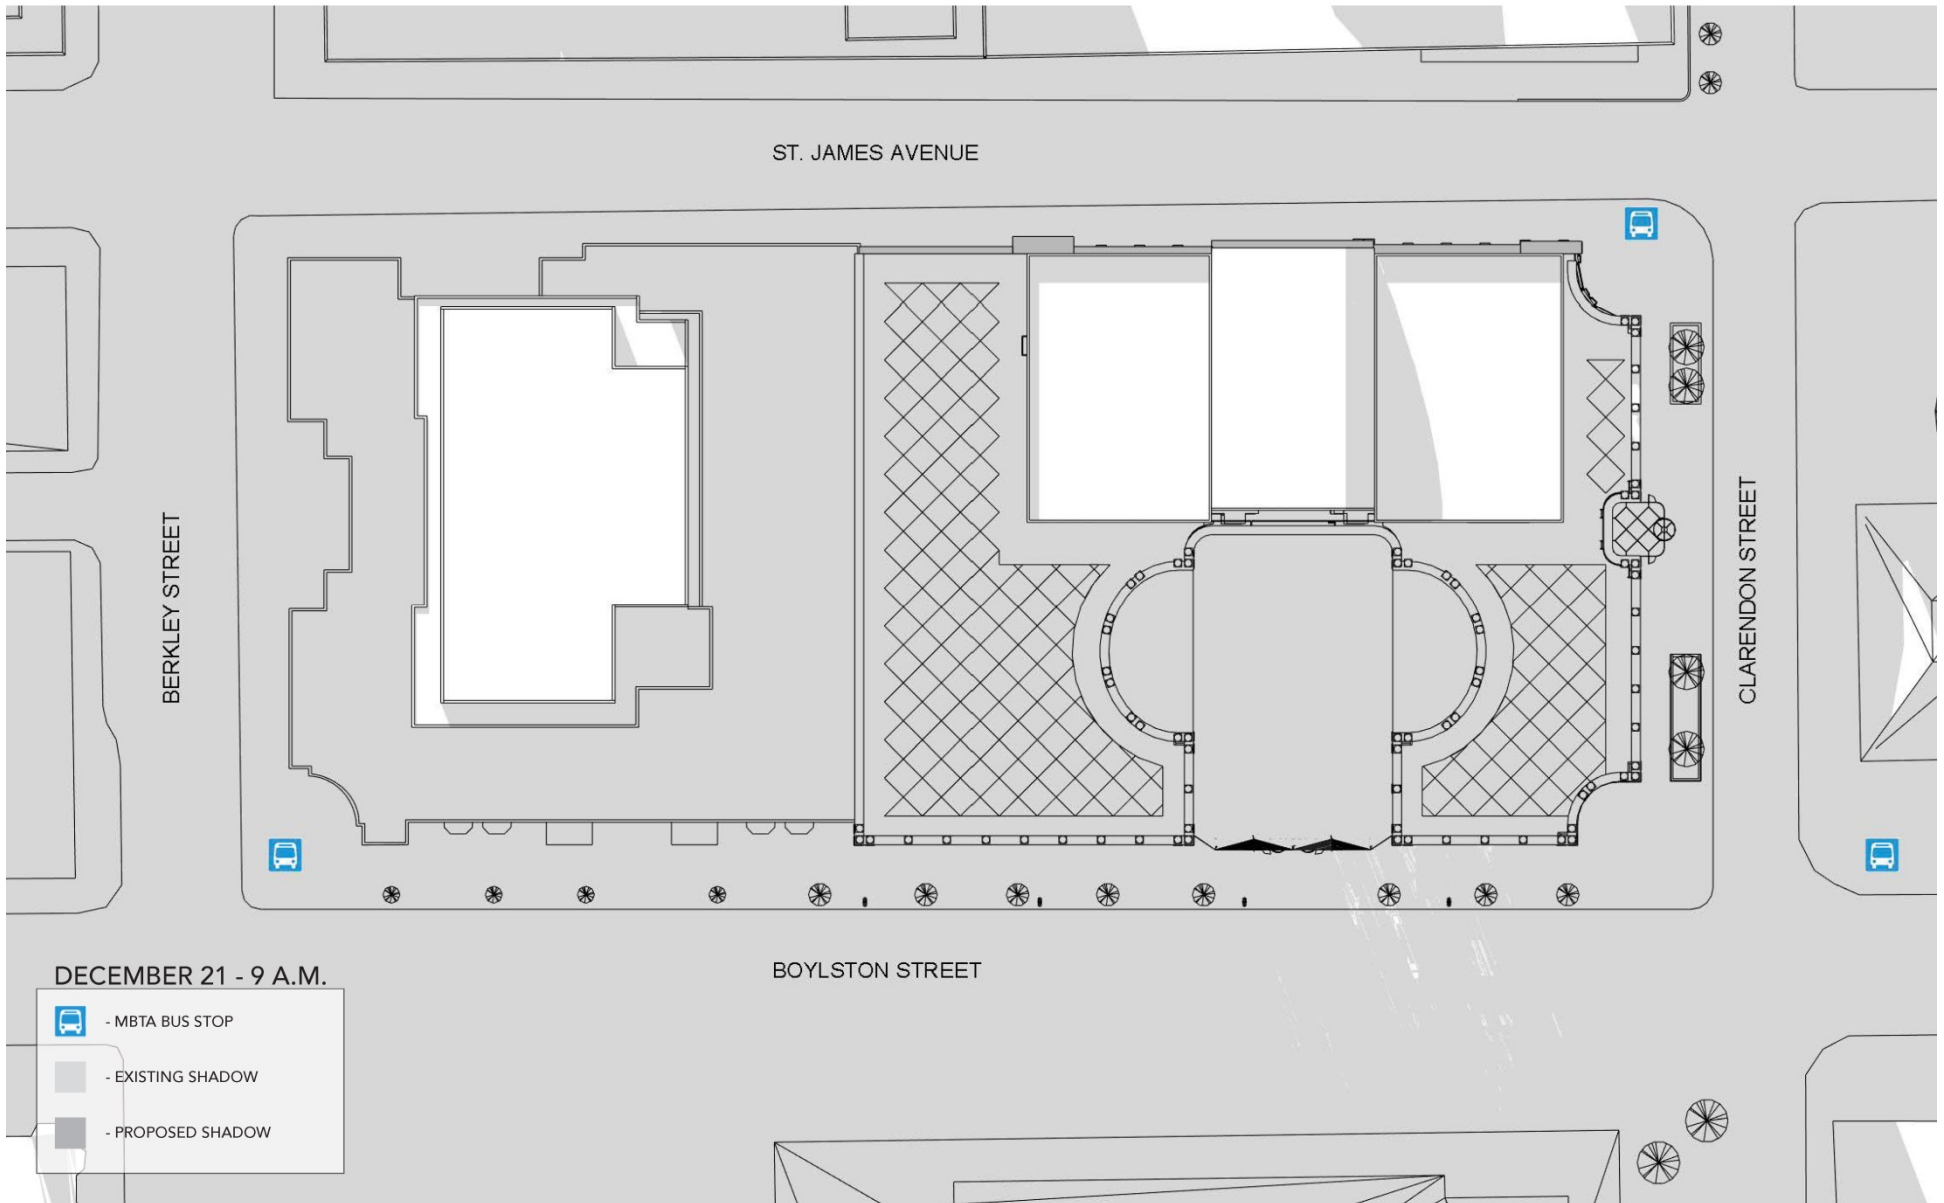 ST. JAMES AVENUE
BERKLEY STREET
CLARENDON STREET
BOYLSTON STREET
DECEMBER 21 - 9 A.M.
- MBTA BUS STOP
- EXISTING SHADOW
- PROPOSED SHADOW